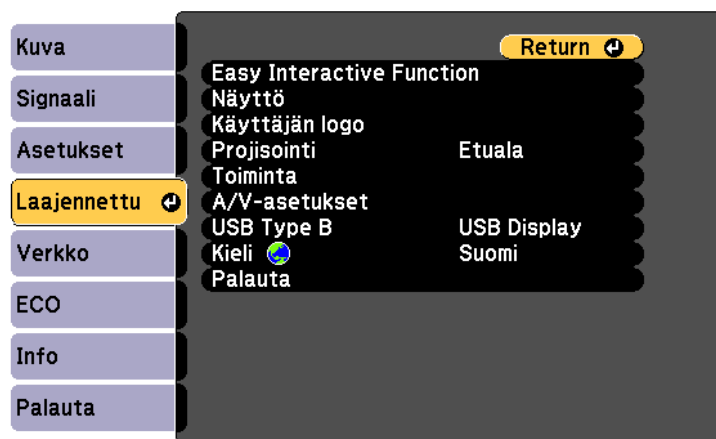 Kuva
Signaali
Asetukset
Laajennettu
Verkko
ECO
Info
Palauta
Return
Easy Interactive Function
Näyttö
Käyttäjän logo
Projisointi Etuala
Toiminta
A/V-asetukset
USB Type B USB Display
Kieli Suomi
Palauta